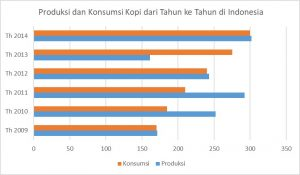 Produksi dan Konsumsi Kopi dari Tahun ke Tahun di Indonesia
Th 2014
Th 2013
Th 2012
Th 2011
Th 2010
Th 2009
0 50 100 150 200 250 300 350
Konsumsi Produksi